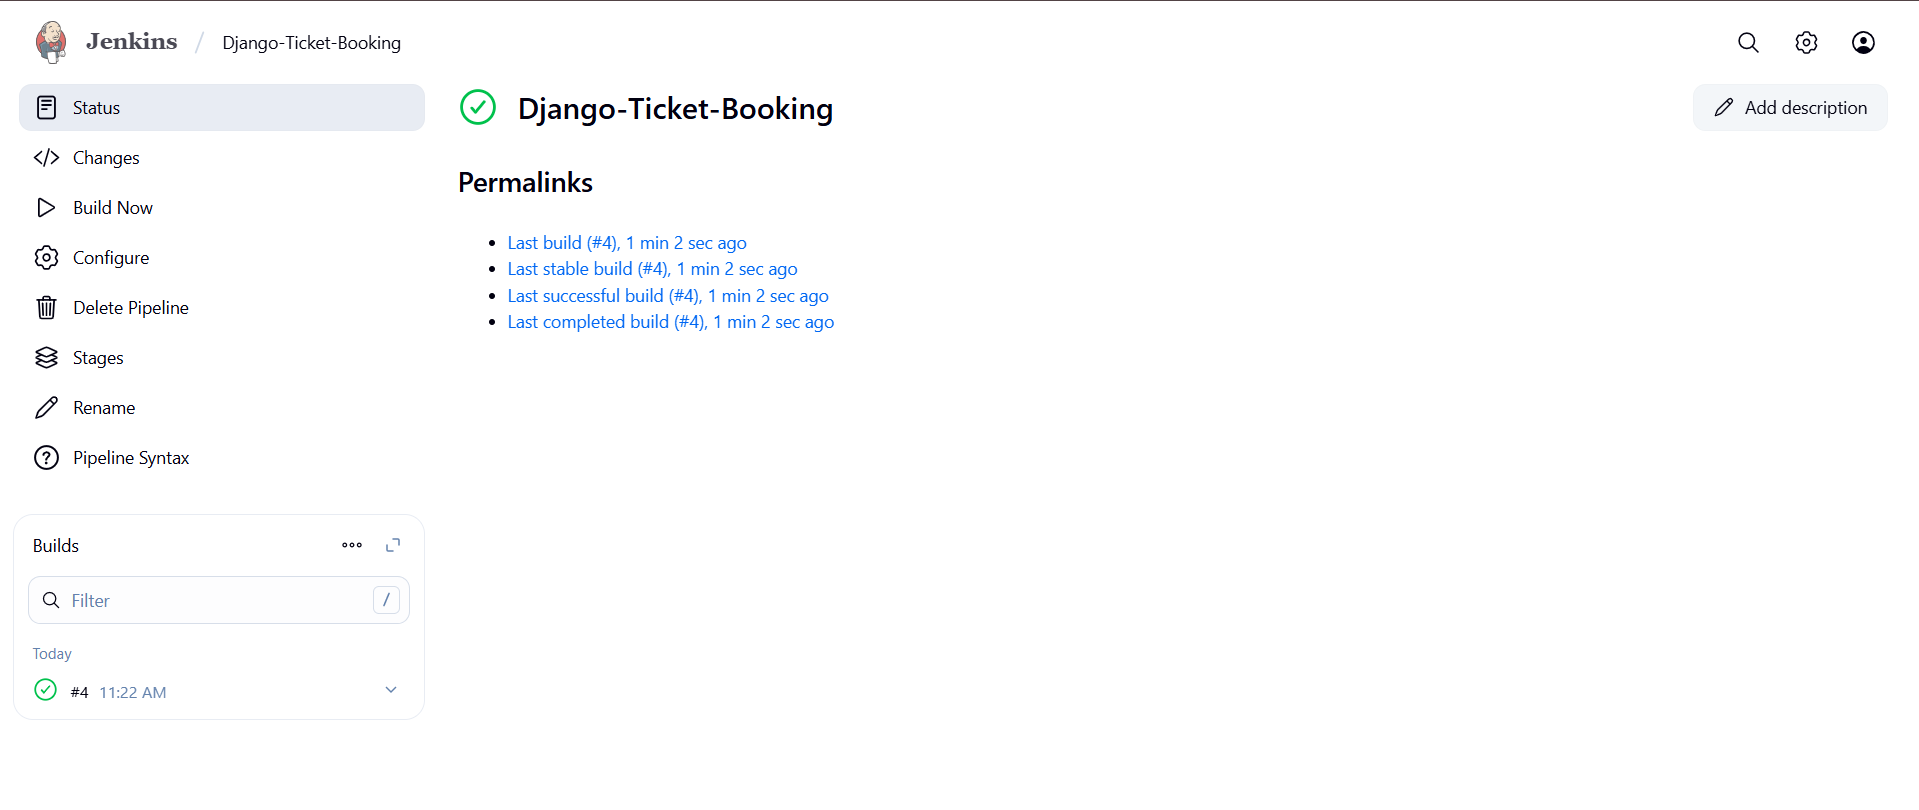 Jenkins / Django-Ticket-Booking
Status
Changes
Build Now
Configure
Delete Pipeline
Stages
Rename
Pipeline Syntax
Builds
Filter /
Today
#4 11:22 AM
Django-Ticket-Booking
Add description
Permalinks
Last build (#4), 1 min 2 sec ago
Last stable build (#4), 1 min 2 sec ago
Last successful build (#4), 1 min 2 sec ago
Last completed build (#4), 1 min 2 sec ago